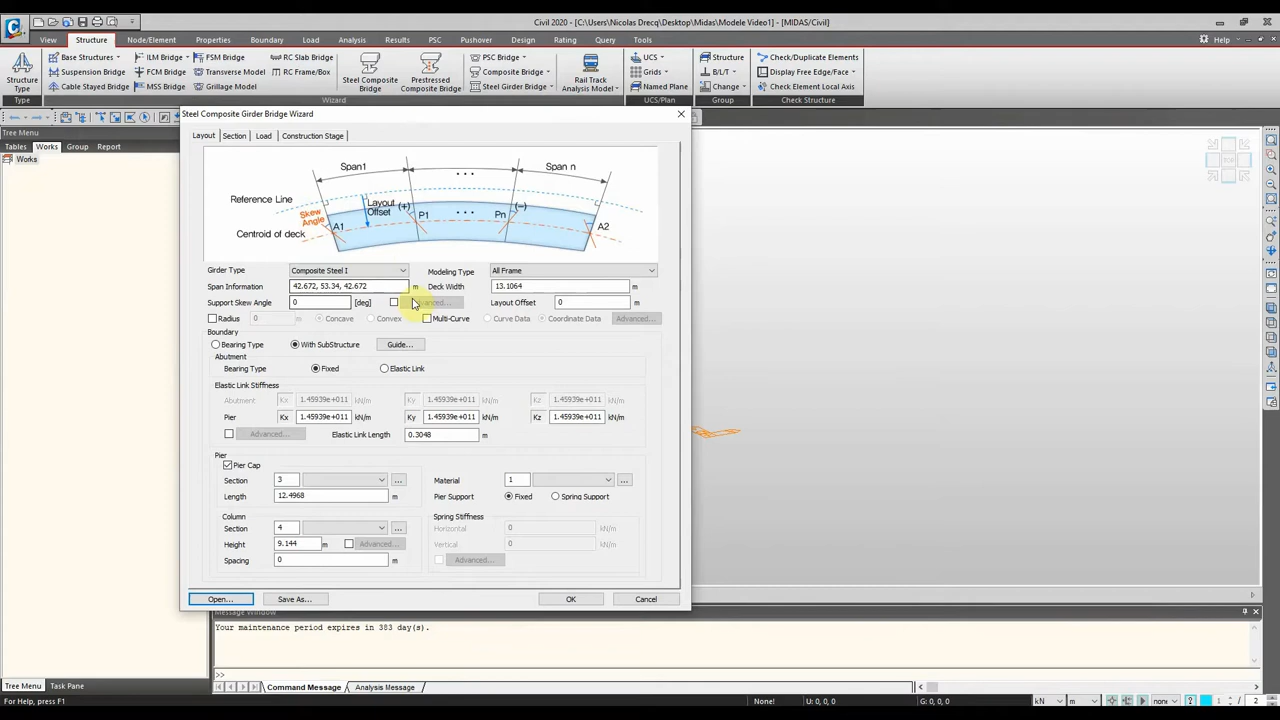 Civil 2020 - [C:\Users\Nicolas Drecq\Desktop\Midas\Modele Video1] - [MIDAS/Civil]
View Structure Node/Element Properties Boundary Load Analysis Results PSC Pushover Design Rating Query Tools Help
Base Structures ILM Bridge FSM Bridge RC Slab Bridge PSC Bridge UCS Structure Check/Duplicate Elements
Suspension Bridge FCM Bridge Transverse Model RC Frame/Box Composite Bridge Grids B/L/T Display Free Edge/Face
Cable Stayed Bridge MSS Bridge Grillage Model Steel Girder Bridge Named Plane Change Check Element Local Axis
Structure Type
Steel Composite Bridge
Prestressed Composite Bridge
Rail Track Analysis Model
Type Wizard UCS/Plan Group Check Structure
Tree Menu
Tables Works Group Report
Works
Steel Composite Girder Bridge Wizard
Layout Section Load Construction Stage
Span1 • • • Span n
Reference Line
Layout Offset
Skew Angle
(+) (-)
A1 P1 • • • Pn A2
Centroid of deck
Girder Type Composite Steel I Modeling Type All Frame
Span Information 42.672, 53.34, 42.672 m Deck Width 13.1064 m
Support Skew Angle 0 [deg] Advanced... Layout Offset 0 m
Radius 0 m Concave Convex Multi-Curve Curve Data Coordinate Data Advanced...
Boundary
Bearing Type With SubStructure Guide...
Abutment
Bearing Type Fixed Elastic Link
Elastic Link Stiffness
Abutment Kx 1.45939e+011 kN/m Ky 1.45939e+011 kN/m Kz 1.45939e+011 kN/m
Pier Kx 1.45939e+011 kN/m Ky 1.45939e+011 kN/m Kz 1.45939e+011 kN/m
Advanced... Elastic Link Length 0.3048 m
Pier
Pier Cap
Section 3 ... Material 1 ...
Length 12.4968 m Pier Support Fixed Spring Support
Column Spring Stiffness
Section 4 ... Horizontal 0 kN/m
Height 9.144 m Advanced... Vertical 0 kN/m
Spacing 0 m Advanced...
Open... Save As... OK Cancel
Message Window
Your maintenance period expires in 383 day(s).
>>
Tree Menu Task Pane Command Message Analysis Message
For Help, press F1 None! U: 0, 0, 0 G: 0, 0, 0 kN m none 1 / 2